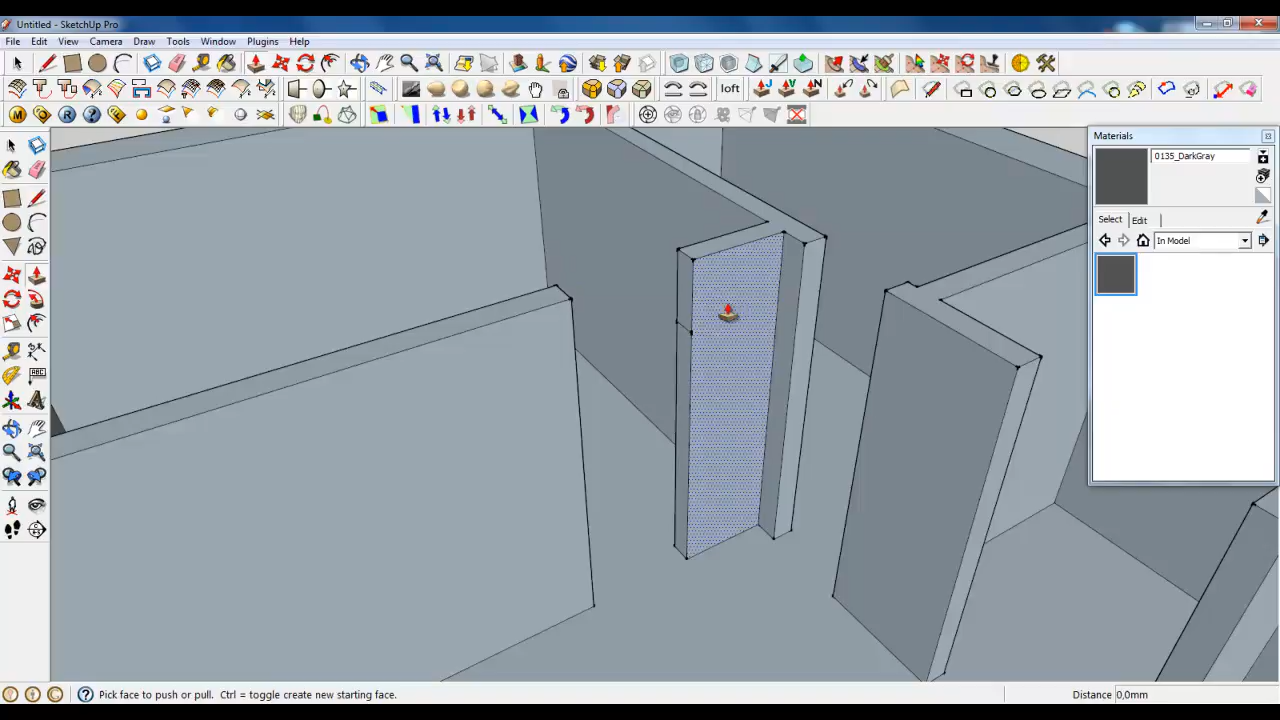 Untitled - SketchUp Pro
File Edit View Camera Draw Tools Window Plugins Help
loft
M R ?
Materials
0135_DarkGray
Select Edit
In Model
ABC
Pick face to push or pull. Ctrl = toggle create new starting face.
Distance 0,0mm